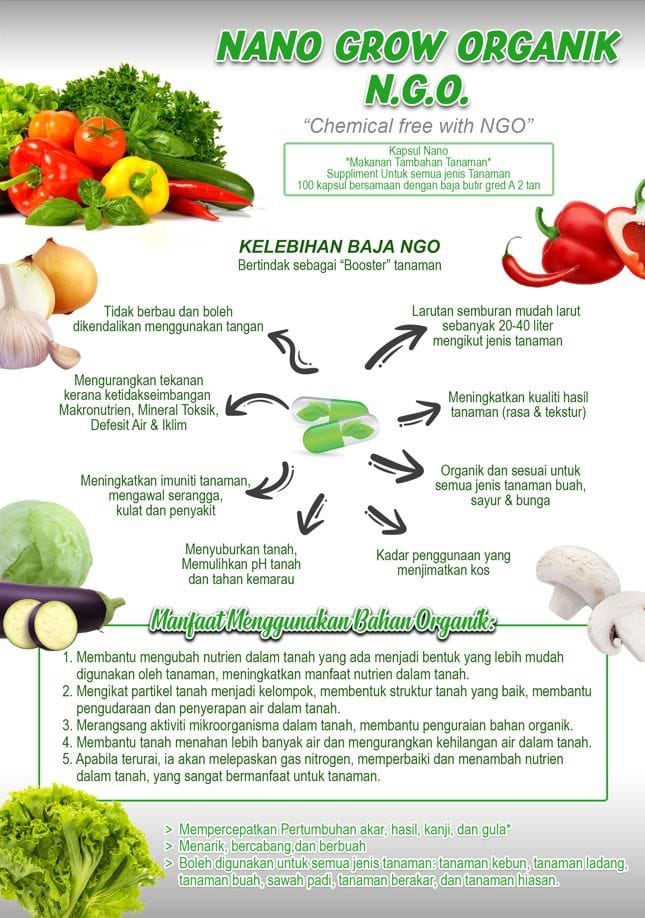 NANO GROW ORGANIK
N.G.O.
“Chemical free with NGO”
Kapsul Nano
*Makanan Tambahan Tanaman*
Suppliment Untuk semua jenis Tanaman
100 kapsul bersamaan dengan baja butir gred A 2 tan
KELEBIHAN BAJA NGO
Bertindak sebagai “Booster” tanaman
Tidak berbau dan boleh
dikendalikan menggunakan tangan
Larutan semburan mudah larut
sebanyak 20-40 liter
mengikut jenis tanaman
Mengurangkan tekanan
kerana ketidakseimbangan
Makronutrien, Mineral Toksik,
Defesit Air & Iklim
Meningkatkan kualiti hasil
tanaman (rasa & tekstur)
Meningkatkan imuniti tanaman,
mengawal serangga,
kulat dan penyakit
Organik dan sesuai untuk
semua jenis tanaman buah,
sayur & bunga
Menyuburkan tanah,
Memulihkan pH tanah
dan tahan kemarau
Kadar penggunaan yang
menjimatkan kos
Manfaat Menggunakan Bahan Organik:
1. Membantu mengubah nutrien dalam tanah yang ada menjadi bentuk yang lebih mudah
digunakan oleh tanaman, meningkatkan manfaat nutrien dalam tanah.
2. Mengikat partikel tanah menjadi kelompok, membentuk struktur tanah yang baik, membantu
pengudaraan dan penyerapan air dalam tanah.
3. Merangsang aktiviti mikroorganisma dalam tanah, membantu penguraian bahan organik.
4. Membantu tanah menahan lebih banyak air dan mengurangkan kehilangan air dalam tanah.
5. Apabila terurai, ia akan melepaskan gas nitrogen, memperbaiki dan menambah nutrien
dalam tanah, yang sangat bermanfaat untuk tanaman.
> Mempercepatkan Pertumbuhan akar, hasil, kanji, dan gula*
> Menarik, bercabang,dan berbuah
> Boleh digunakan untuk semua jenis tanaman: tanaman kebun, tanaman ladang,
tanaman buah, sawah padi, tanaman berakar, dan tanaman hiasan.